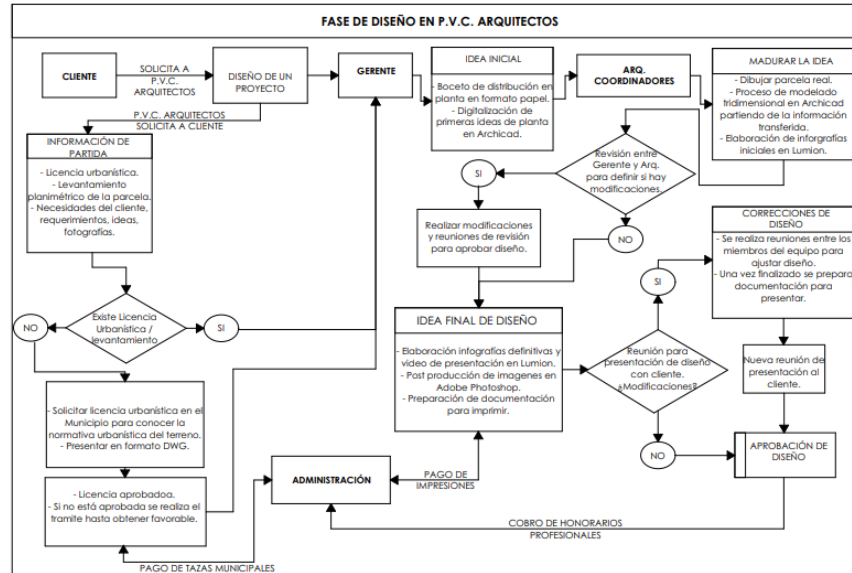 FASE DE DISEÑO EN P.V.C. ARQUITECTOS
CLIENTE
SOLICITA A
P.V.C.
ARQUITECTOS
DISEÑO DE UN
PROYECTO
GERENTE
IDEA INICIAL
- Boceto de distribución en
planta en formato papel.
- Digitalización de
primeras ideas de planta
en Archicad.
ARQ.
COORDINADORES
MADURAR LA IDEA
- Dibujar parcela real.
- Proceso de modelado
tridimensional en Archicad
partiendo de la información
transferida.
- Elaboración de inforgrafías
iniciales en Lumion.
P.V.C. ARQUITECTOS
SOLICITA A CLIENTE
INFORMACIÓN DE
PARTIDA
- Licencia urbanística.
- Levantamiento
planimétrico de la parcela.
- Necesidades del cliente,
requerimientos, ideas,
fotografías.
Revisión entre
Gerente y Arq.
para definir si hay
modificaciones.
SI
NO
Realizar modificaciones
y reuniones de revisión
para aprobar diseño.
CORRECCIONES DE
DISEÑO
- Se realiza reuniones entre los
miembros del equipo para
ajustar diseño.
- Una vez finalizado se prepara
documentación para
presentar.
SI
Existe Licencia
Urbanística /
levantamiento
NO
SI
IDEA FINAL DE DISEÑO
- Elaboración infografías definitivas y
vídeo de presentación en Lumion.
- Post producción de imagenes en
Adobe Photoshop.
- Preparación de documentación
para imprimir.
Reunión para
presentación de diseño
con cliente.
¿Modificaciones?
Nueva reunión de
presentación al
cliente.
- Solicitar licencia urbanística en el
Municipio para conocer la
normativa urbanística del terreno.
- Presentar en formato DWG.
NO
APROBACIÓN DE
DISEÑO
ADMINISTRACIÓN
PAGO DE
IMPRESIONES
- Licencia aprobadoa.
- Si no está aprobada se realiza el
tramite hasta obtener favorable.
COBRO DE HONORARIOS
PROFESIONALES
PAGO DE TAZAS MUNICIPALES